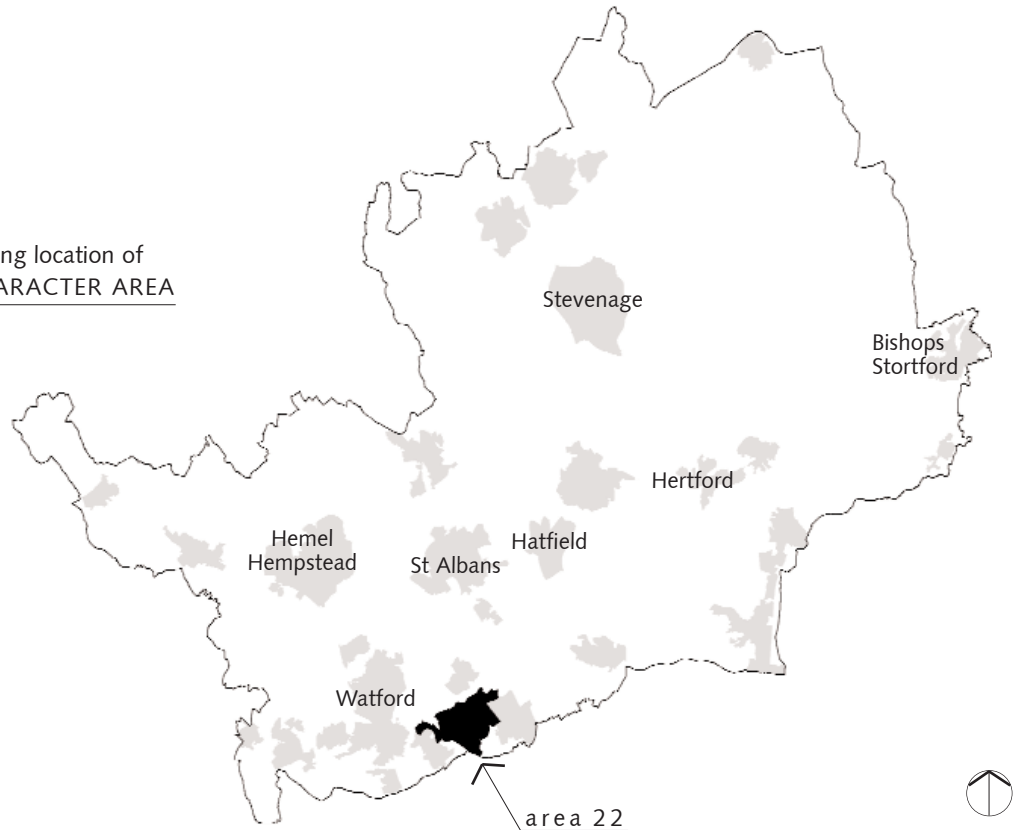 ng location of
ARACTER AREA
Stevenage
Bishops
Stortford
Hertford
Hemel
Hempstead
Hatfield
St Albans
Watford
area 22